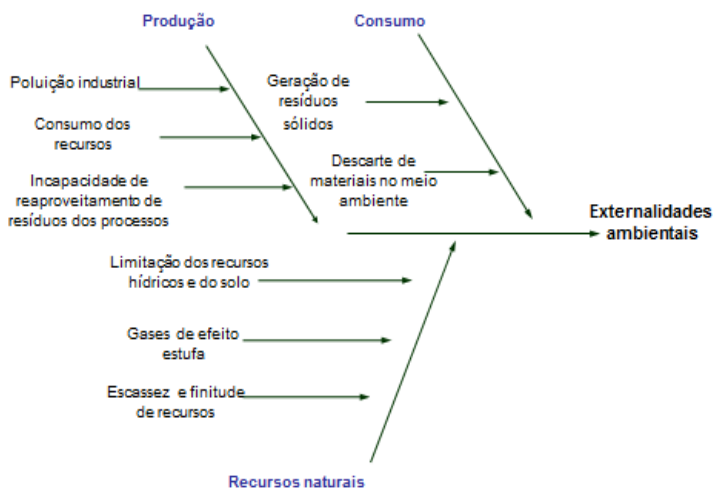 Produção
Consumo
Poluição industrial
Consumo dos
recursos
Incapacidade de
reaproveitamento de
resíduos dos processos
Geração de
resíduos
sólidos
Descarte de
materiais no meio
ambiente
Externalidades
ambientais
Limitação dos recursos
hídricos e do solo
Gases de efeito
estufa
Escassez e finitude
de recursos
Recursos naturais